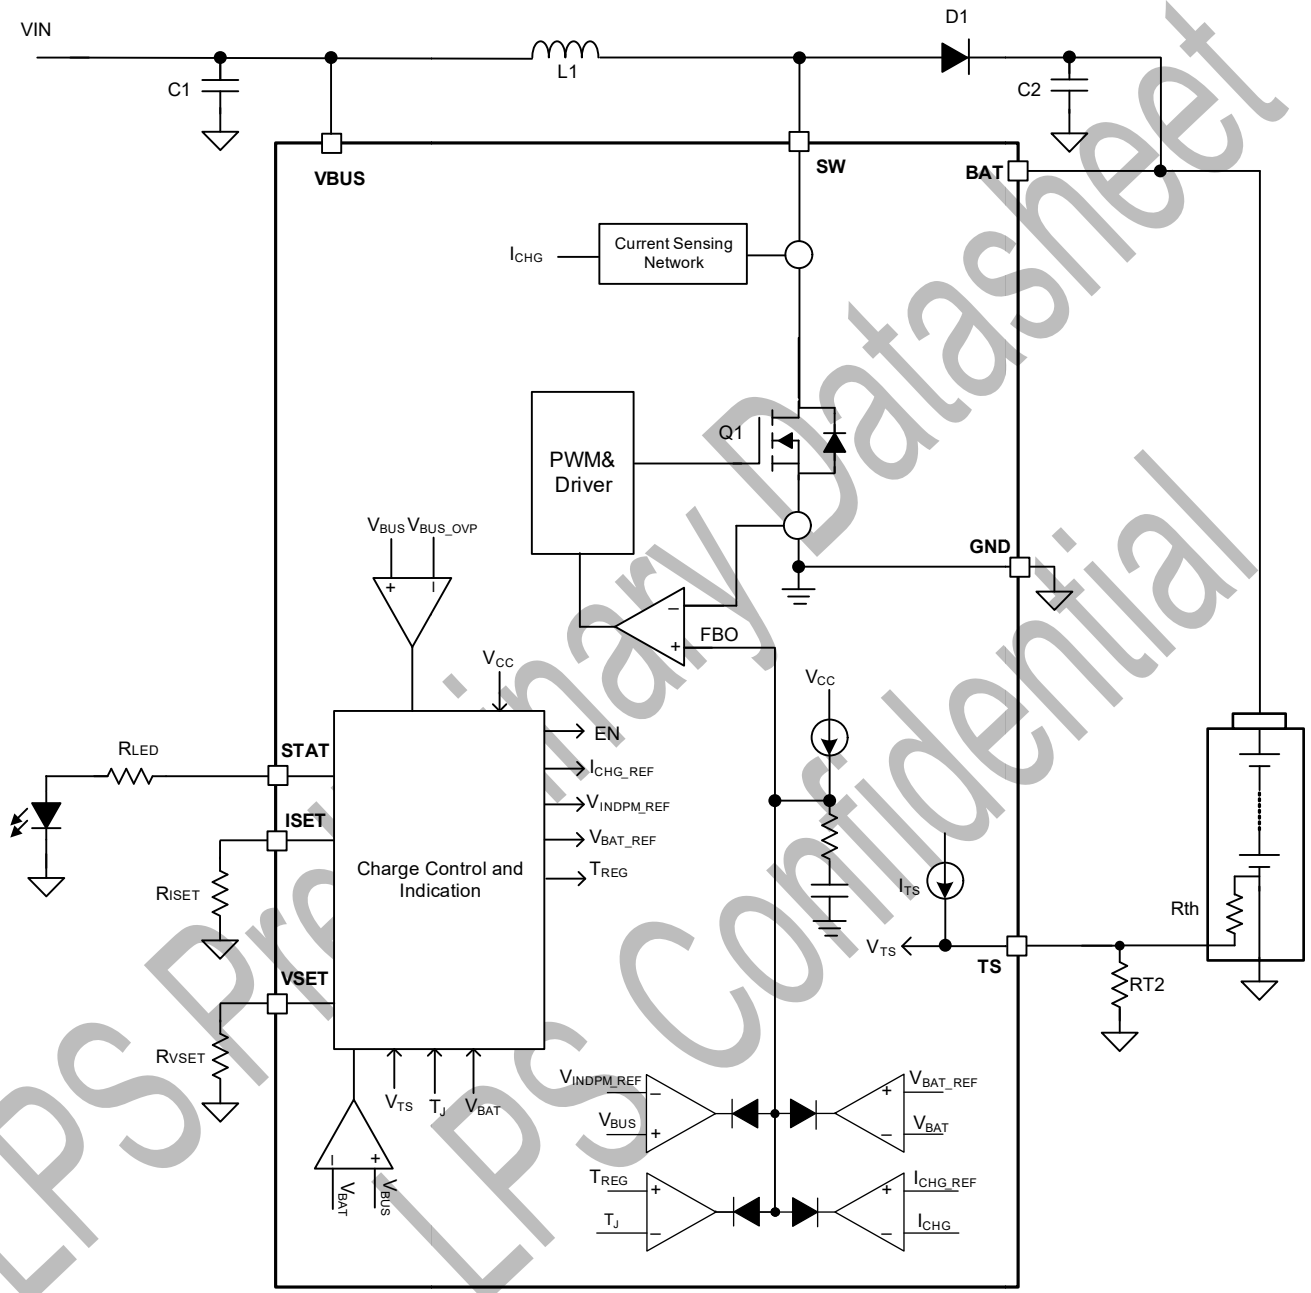 VIN
D1
L1
C1
C2
VBUS
SW
BAT
ICHG
Current Sensing
Network
Q1
PWM&
Driver
VBUS VBUS_OVP
+ −
GND
−
FBO
+
VCC
VCC
RLED
STAT
EN
ICHG_REF
VINDPM_REF
ISET
VBAT_REF
TREG
Charge Control and
Indication
RISET
ITS
Rth
VTS
TS
VSET
RT2
RVSET
VTS TJ VBAT
VINDPM_REF − + VBAT_REF
VBUS + − VBAT
− +
VBAT VBUS
TREG + + ICHG_REF
TJ − − ICHG
LPS Preliminary Datasheet
LPS Confidential